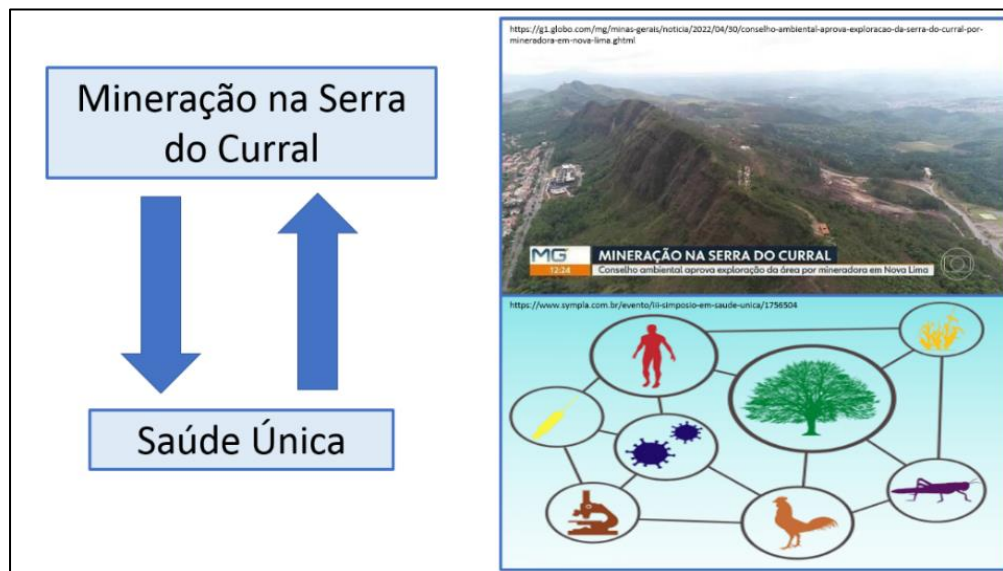 Mineração na Serra
do Curral
Saúde Única
https://g1.globo.com/mg/minas-gerais/noticia/2022/04/30/conselho-ambiental-aprova-exploracao-da-serra-do-curral-por-
mineradora-em-nova-lima.ghtml
MG
12:24
MINERAÇÃO NA SERRA DO CURRAL
Conselho ambiental aprova exploração da área por mineradora em Nova Lima
https://www.sympla.com.br/evento/iii-simposio-em-saude-unica/1756504